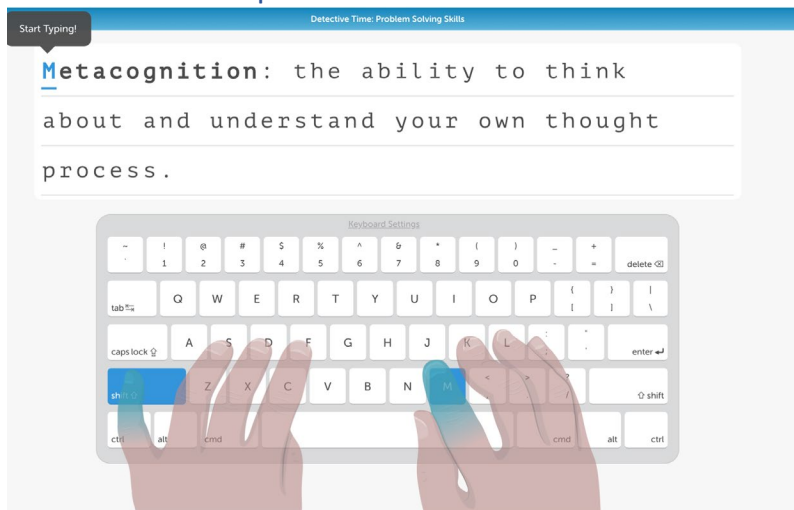 Detective Time: Problem Solving Skills
Start Typing!
Metacognition: the ability to think
about and understand your own thought
process.
Keyboard Settings
~ ! @ # $ % ^ & * ( ) _ +
` 1 2 3 4 5 6 7 8 9 0 - = delete
tab Q W E R T Y U I O P { [ } ] | \
caps lock A S D F G H J K L : ; " ' enter
shift Z X C V B N M < , > . ? / shift
ctrl alt cmd cmd alt ctrl